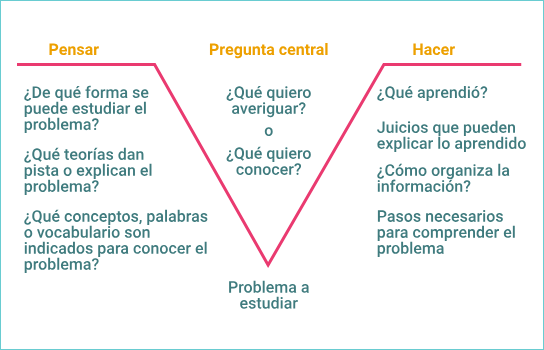 Pensar
¿De qué forma se
puede estudiar el
problema?
¿Qué teorías dan
pista o explican el
problema?
¿Qué conceptos, palabras
o vocabulario son
indicados para conocer el
problema?
Pregunta central
¿Qué quiero
averiguar?
o
¿Qué quiero
conocer?
Hacer
¿Qué aprendió?
Juicios que pueden
explicar lo aprendido
¿Cómo organiza la
información?
Pasos necesarios
para comprender el
problema
Problema a
estudiar